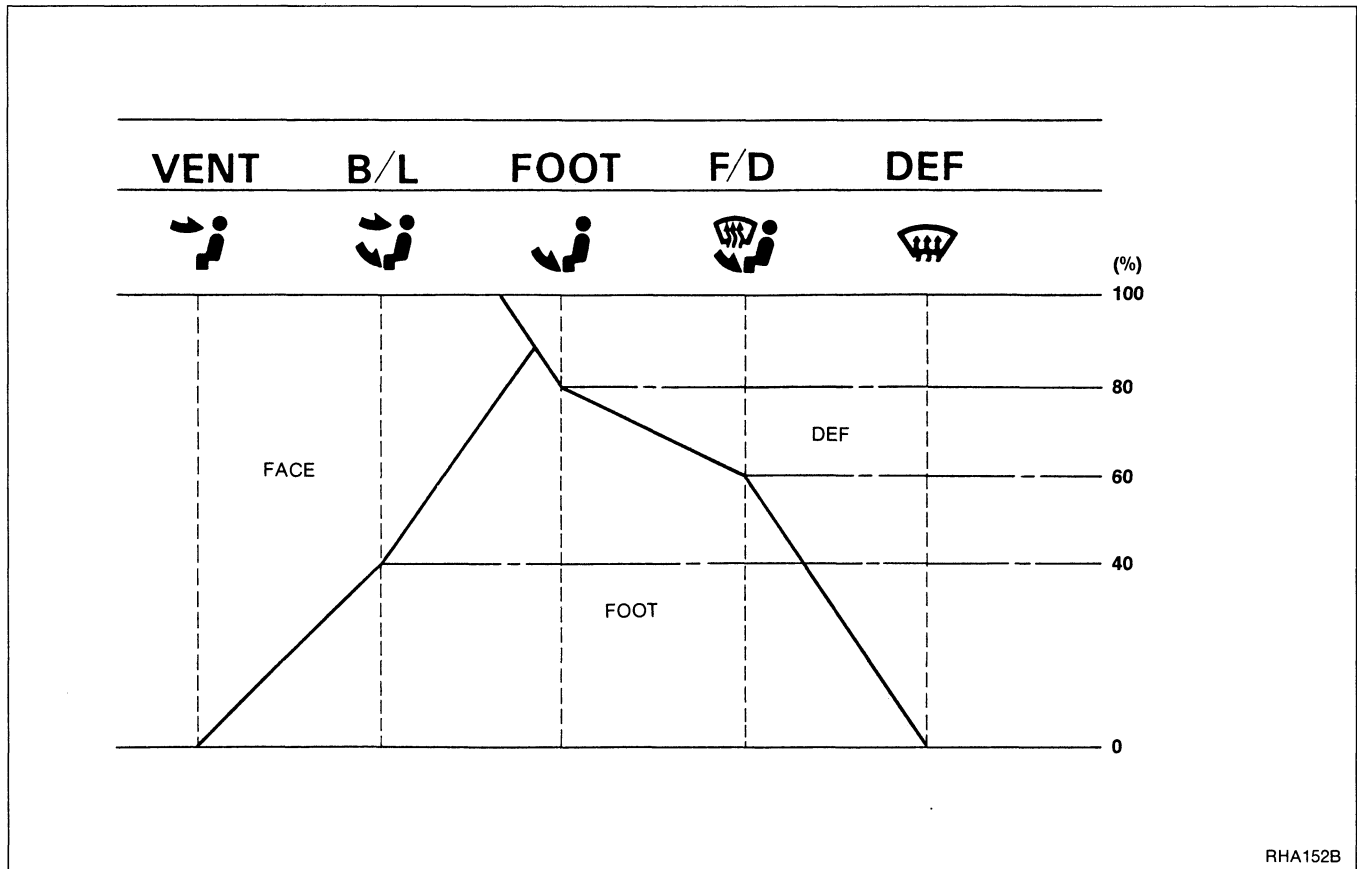 VENT B/L FOOT F/D DEF
(%)
100
80
DEF
FACE
60
40
FOOT
0
RHA152B